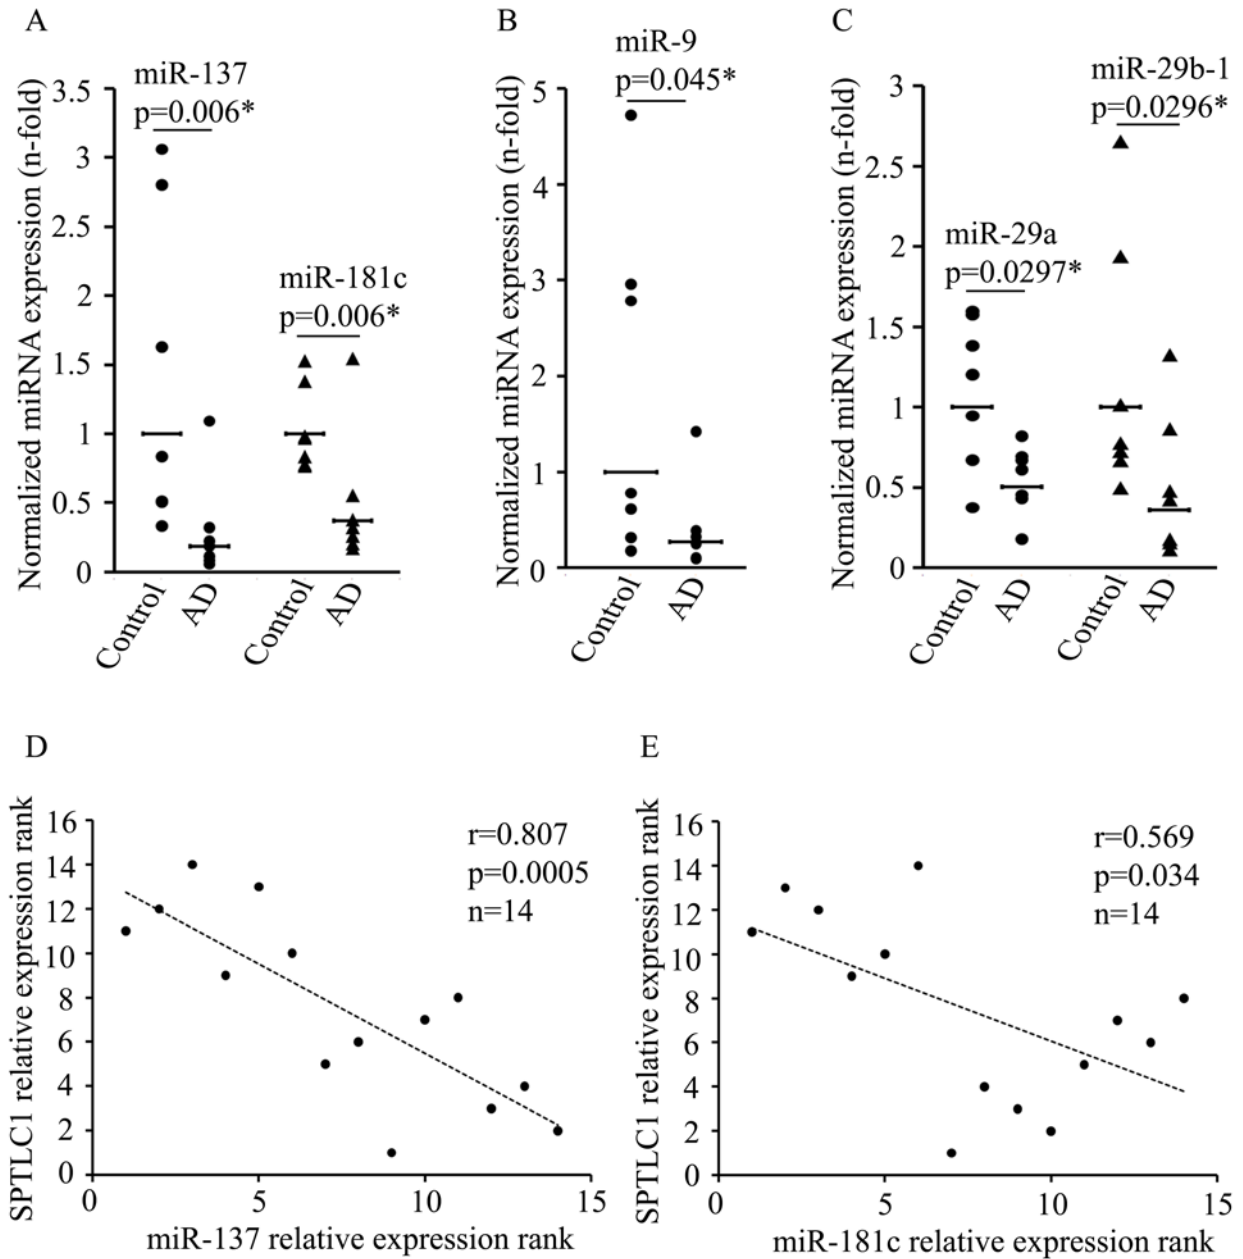 A
miR-137
p=0.006*
miR-181c
p=0.006*
Normalized miRNA expression (n-fold)
3.5
3
2.5
2
1.5
1
0.5
0
Control
AD
Control
AD
B
miR-9
p=0.045*
Normalized miRNA expression (n-fold)
5
4
3
2
1
0
Control
AD
C
miR-29b-1
p=0.0296*
miR-29a
p=0.0297*
Normalized miRNA expression (n-fold)
3
2.5
2
1.5
1
0.5
0
Control
AD
Control
AD
D
SPTLC1 relative expression rank
16
14
12
10
8
6
4
2
0
r=0.807
p=0.0005
n=14
0 5 10 15
miR-137 relative expression rank
E
SPTLC1 relative expression rank
16
14
12
10
8
6
4
2
0
r=0.569
p=0.034
n=14
0 5 10 15
miR-181c relative expression rank